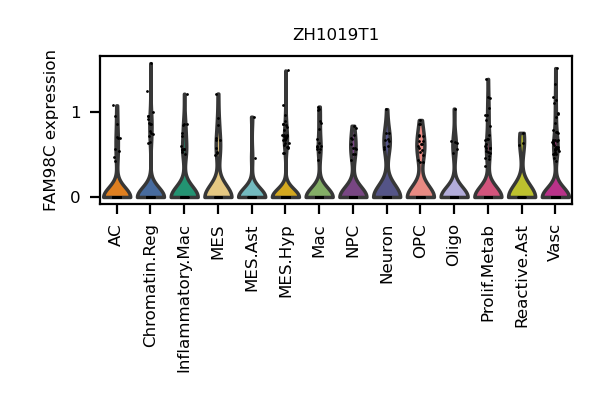 ZH1019T1
FAM98C expression
1
0
AC
Chromatin.Reg
Inflammatory.Mac
MES
MES.Ast
MES.Hyp
Mac
NPC
Neuron
OPC
Oligo
Prolif.Metab
Reactive.Ast
Vasc